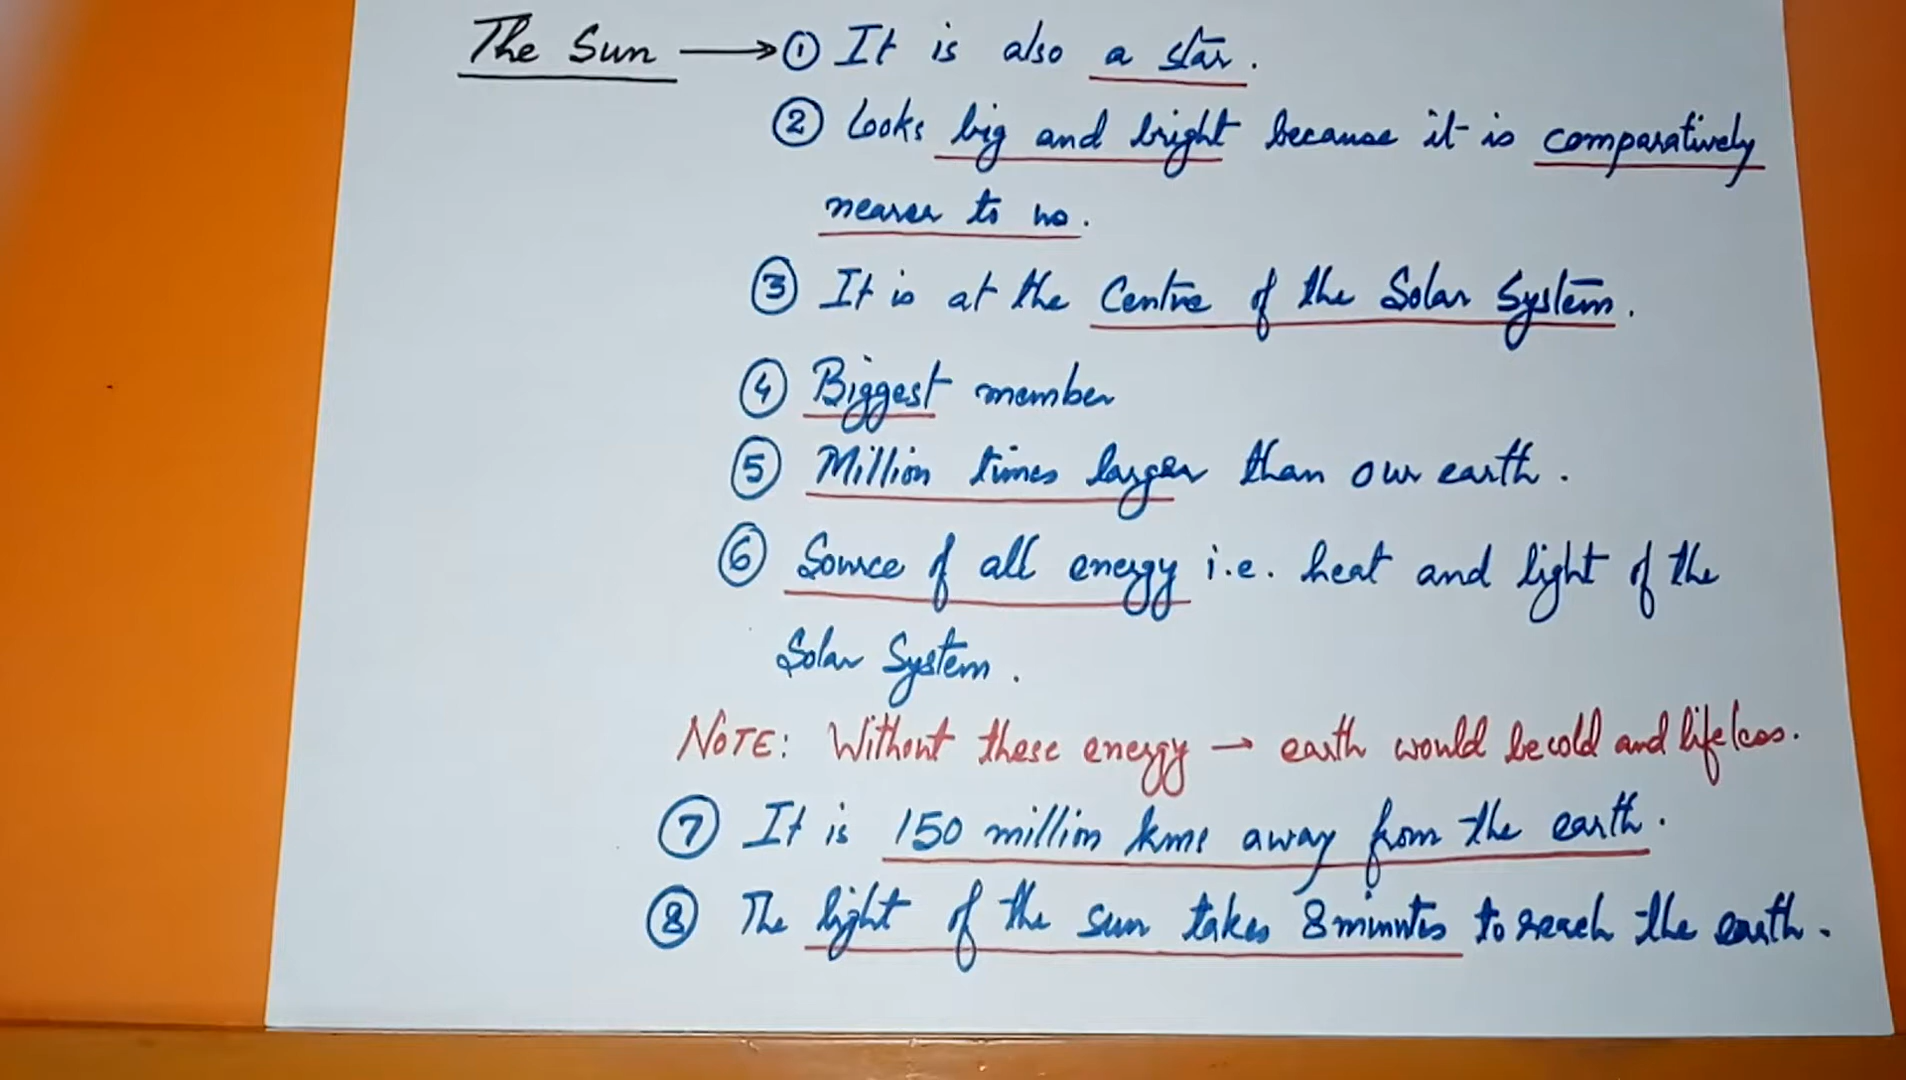 The Sun → ① It is also a star.
② Looks big and bright because it is comparatively
nearer to us.
③ It is at the Centre of the Solar System.
④ Biggest member
⑤ Million times larger than our earth.
⑥ Source of all energy i.e. heat and light of the
Solar System.
NOTE: Without these energy → earth would be cold and lifeless.
⑦ It is 150 million kms away from the earth.
⑧ The light of the sun takes 8 minutes to reach the earth.